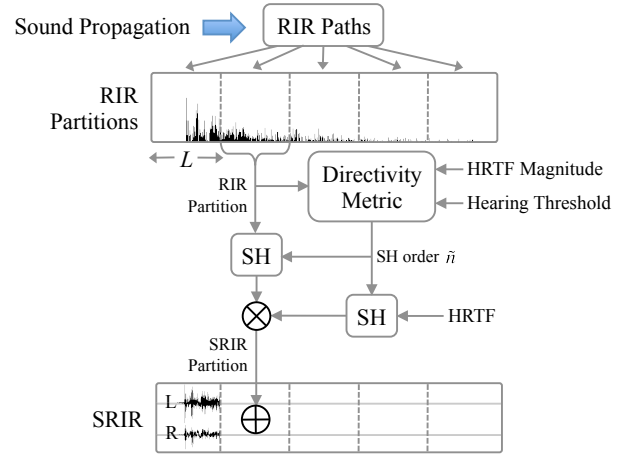 Sound Propagation
RIR Paths
RIR
Partitions
L
RIR
Partition
Directivity
Metric
HRTF Magnitude
Hearing Threshold
SH
SH order ñ
SH
HRTF
SRIR
Partition
SRIR
L
R